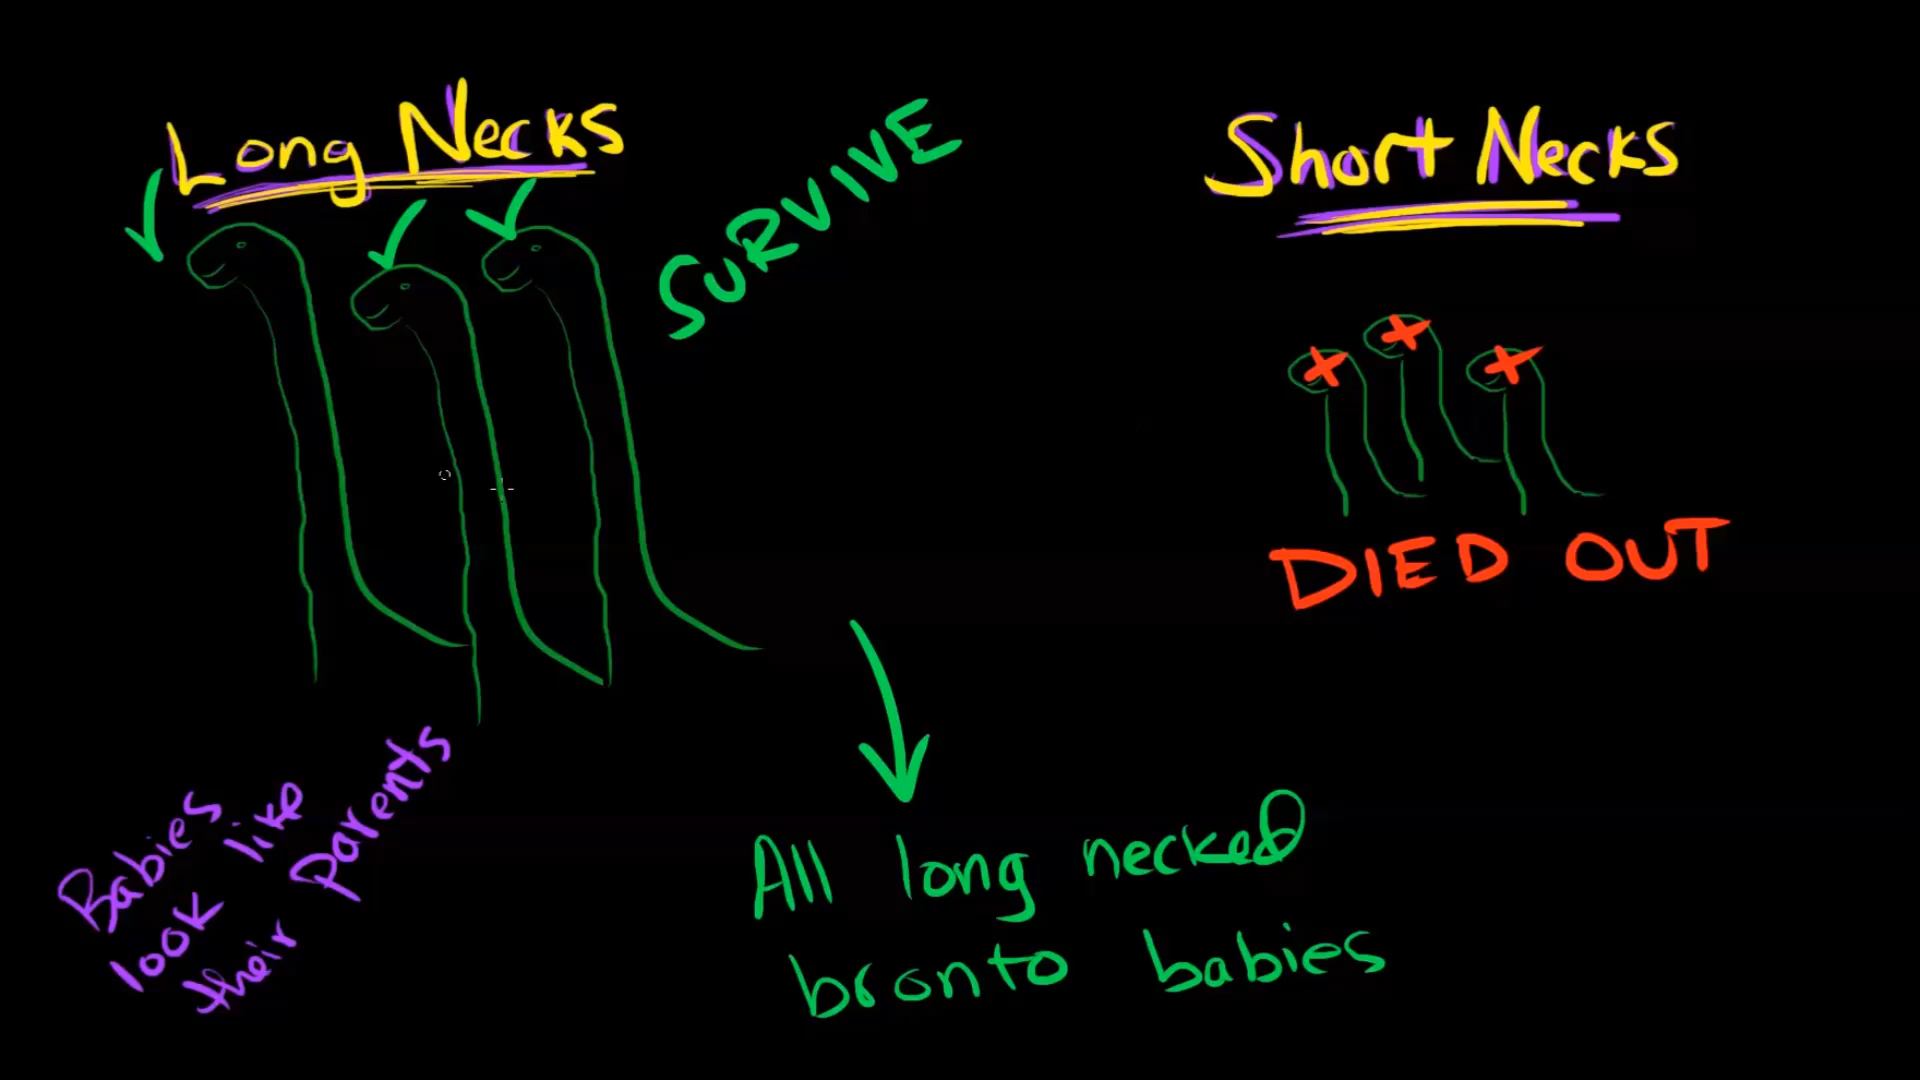 Long Necks
SURVIVE
Short Necks
DIED OUT
Babies
look like
their parents
All long necked
bronto babies